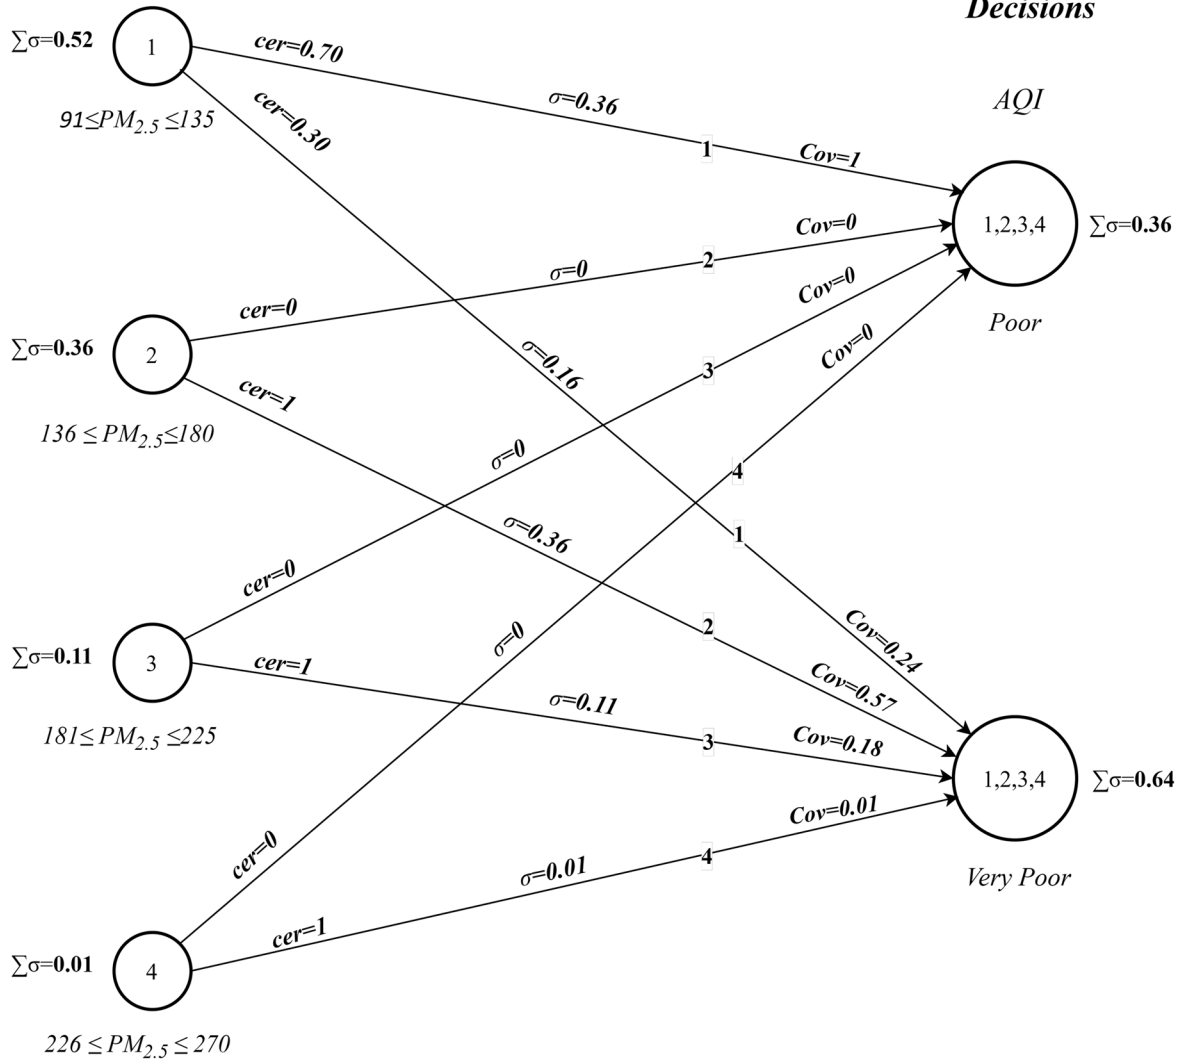 Decisions
∑σ=0.52
1
cer=0.70
91≤PM2.5 ≤135
cer=0.30
σ=0.36
1
Cov=1
AQI
1,2,3,4
∑σ=0.36
Poor
Cov=0
2
σ=0
cer=0
∑σ=0.36
2
cer=1
136 ≤ PM2.5≤180
Cov=0
3
σ=0
cer=0
Cov=0
4
σ=0
cer=0
σ=0.16
1
Cov=0.24
σ=0.36
2
Cov=0.57
∑σ=0.11
3
cer=1
181≤ PM2.5 ≤225
σ=0.11
3
Cov=0.18
1,2,3,4
∑σ=0.64
Very Poor
Cov=0.01
4
σ=0.01
cer=1
∑σ=0.01
4
226 ≤ PM2.5 ≤ 270